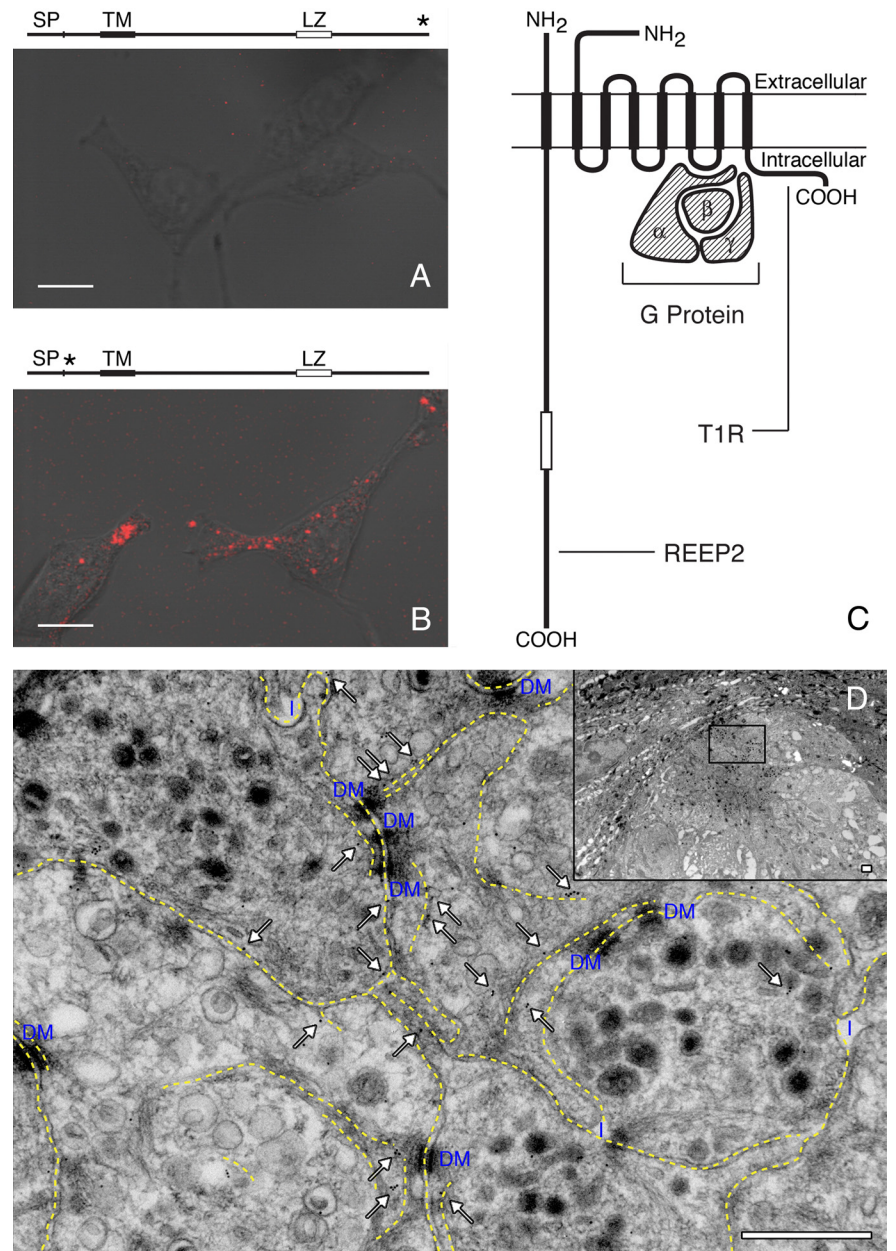 SP TM LZ *
A
SP * TM LZ
B
NH2
NH2
Extracellular
Intracellular
COOH
α
β
γ
G Protein
T1R
REEP2
COOH
C
D
DM
I
DM
DM
DM
DM
DM
I
DM
I
DM